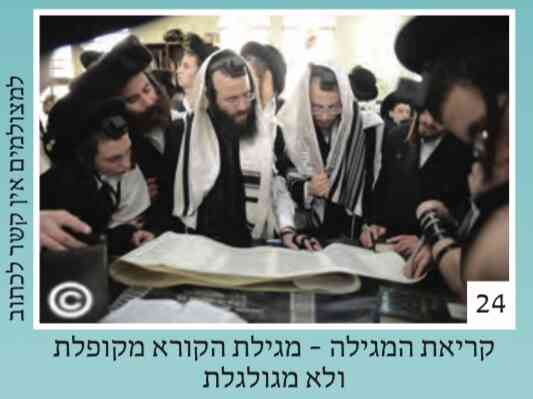 למצולמים אין קשר לכתוב
©
24
קריאת המגילה - מגילת הקורא מקופלת
ולא מגולגלת